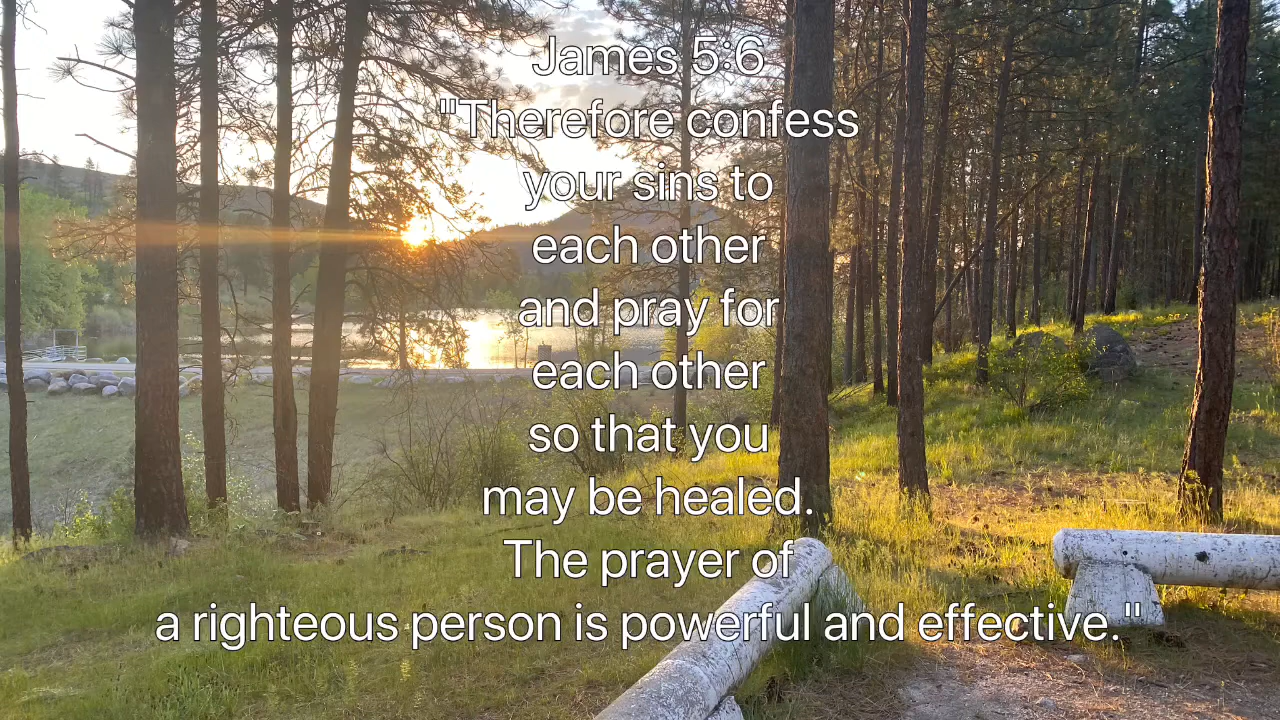 James 5:6
"Therefore confess
your sins to
each other
and pray for
each other
so that you
may be healed.
The prayer of
a righteous person is powerful and effective."